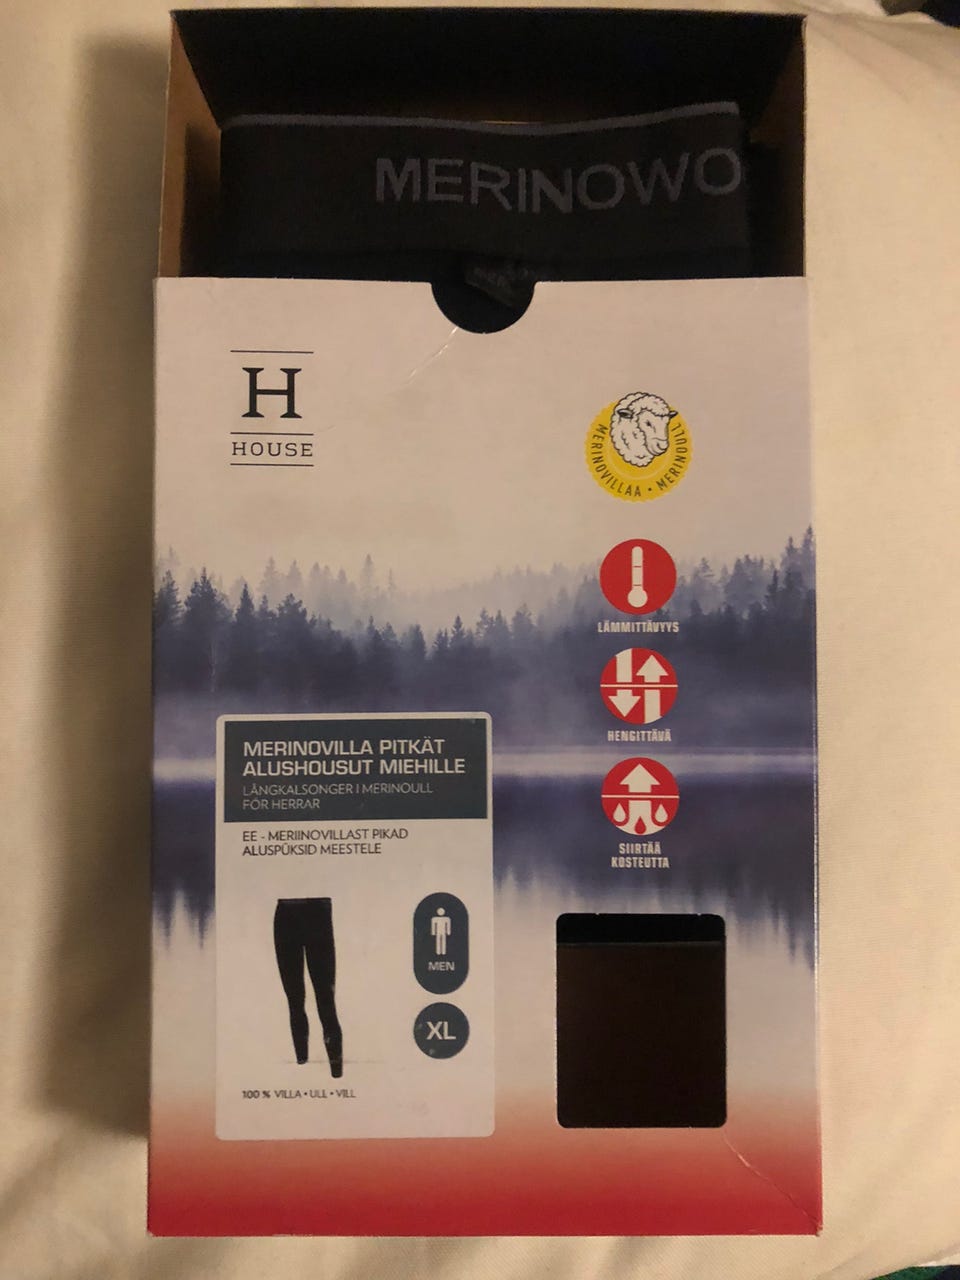 MERINOWO
H
HOUSE
MERINOVILLAA • MERINOULL
LÄMMITTÄVYYS
HENGITTÄVÄ
SIIRTÄÄ
KOSTEUTTA
MERINOVILLA PITKÄT
ALUSHOUSUT MIEHILLE
LÅNGKALSONGER I MERINOULL
FÖR HERRAR
EE - MERIINOVILLAST PIKAD
ALUSPÜKSID MEESTELE
MEN
XL
100 % VILLA • ULL • VILL